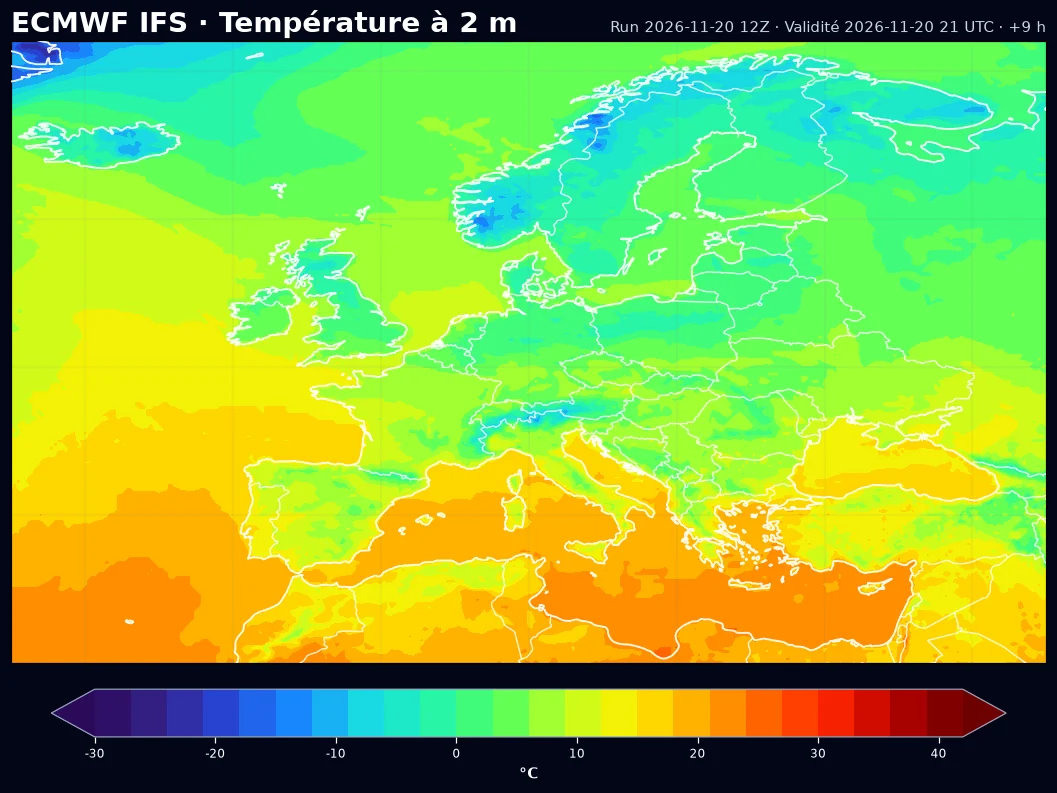 ECMWF IFS · Température à 2 m
Run 2026-11-20 12Z · Validité 2026-11-20 21 UTC · +9 h
-30 -20 -10 0 10 20 30 40
°C